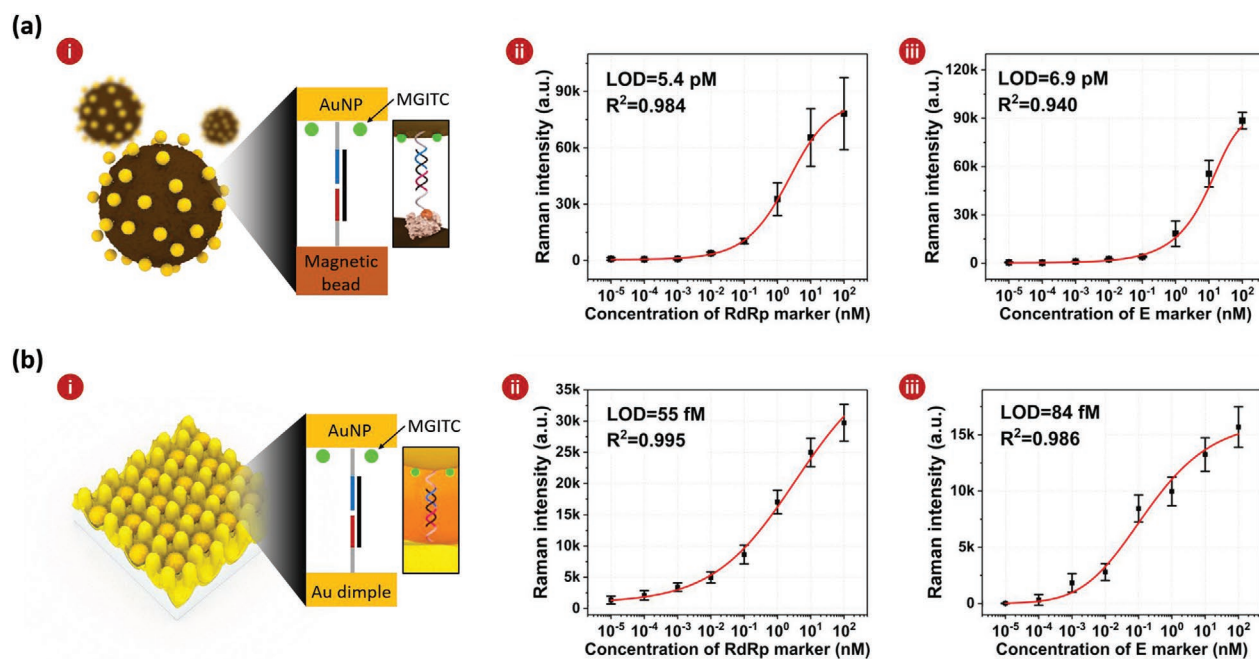 (a)
i
AuNP
MGITC
Magnetic
bead
ii
LOD=5.4 pM
R²=0.984
Raman intensity (a.u.)
90k
60k
30k
0
10⁻⁵ 10⁻⁴ 10⁻³ 10⁻² 10⁻¹ 10⁰ 10¹ 10²
Concentration of RdRp marker (nM)
iii
LOD=6.9 pM
R²=0.940
Raman intensity (a.u.)
120k
90k
60k
30k
0
10⁻⁵ 10⁻⁴ 10⁻³ 10⁻² 10⁻¹ 10⁰ 10¹ 10²
Concentration of E marker (nM)
(b)
i
AuNP
MGITC
Au dimple
ii
LOD=55 fM
R²=0.995
Raman intensity (a.u.)
35k
30k
25k
20k
15k
10k
5k
0
10⁻⁵ 10⁻⁴ 10⁻³ 10⁻² 10⁻¹ 10⁰ 10¹ 10²
Concentration of RdRp marker (nM)
iii
LOD=84 fM
R²=0.986
Raman intensity (a.u.)
15k
10k
5k
0
10⁻⁵ 10⁻⁴ 10⁻³ 10⁻² 10⁻¹ 10⁰ 10¹ 10²
Concentration of E marker (nM)